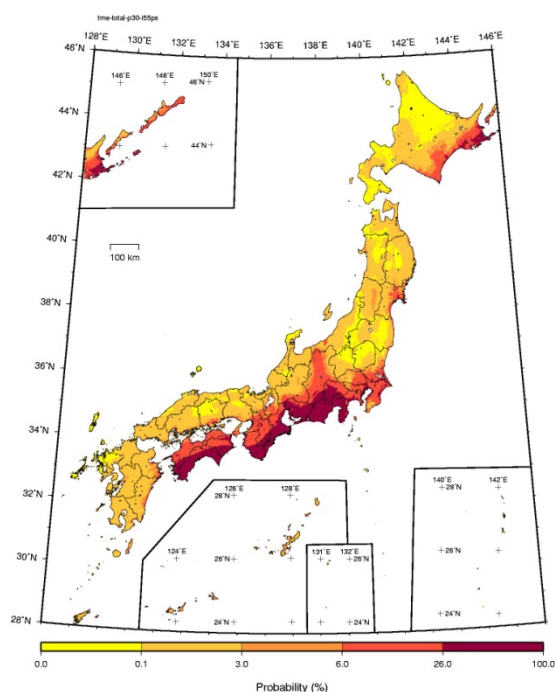 tme-total-p30-i55ps
128°E 130°E 132°E 134°E 136°E 138°E 140°E 142°E 144°E 146°E
46°N
146°E 148°E 150°E
46°N
44°N
44°N
42°N
40°N
100 km
38°N
36°N
34°N
32°N
126°E 128°E
28°N
140°E 142°E
28°N
30°N
124°E
26°N
131°E 132°E
26°N
26°N
28°N
24°N
24°N
24°N
0.0 0.1 3.0 6.0 26.0 100.0
Probability (%)